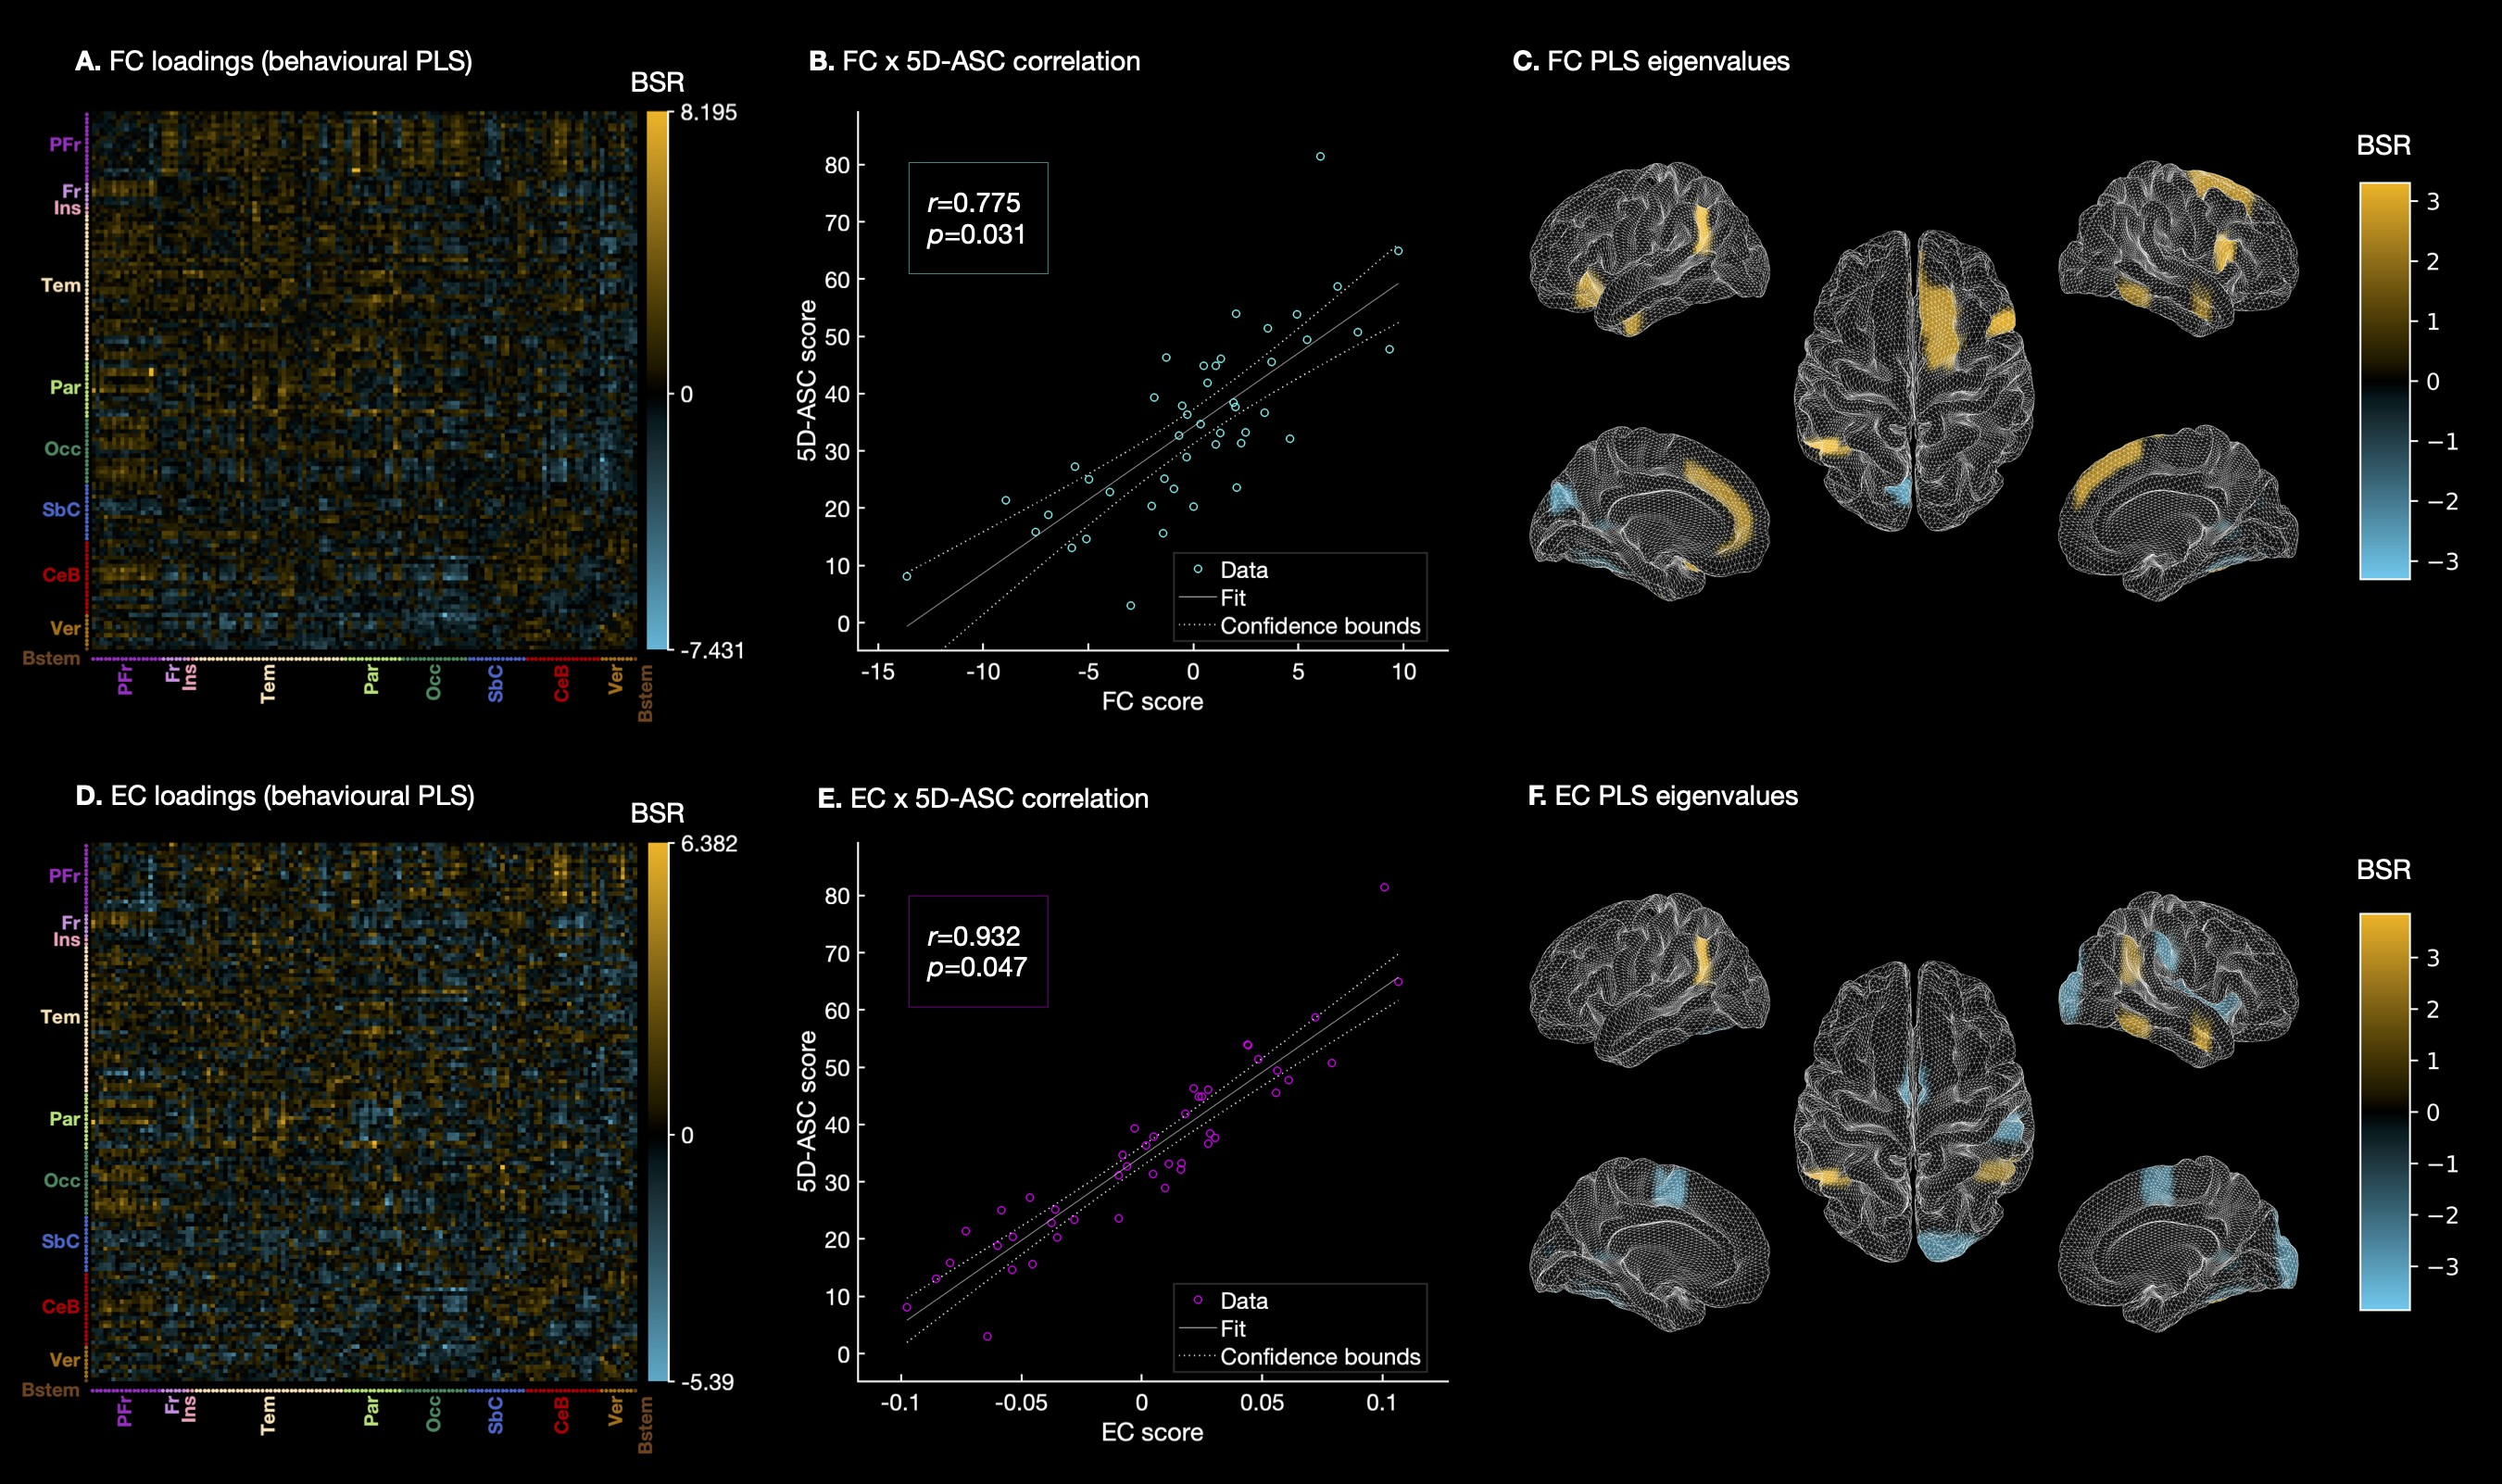 A. FC loadings (behavioural PLS)
BSR
8.195
0
-7.431
PFr
Fr
Ins
Tem
Par
Occ
SbC
CeB
Ver
Bstem
PFr
Fr
Ins
Tem
Par
Occ
SbC
CeB
Ver
Bstem
B. FC x 5D-ASC correlation
r=0.775
p=0.031
5D-ASC score
80
70
60
50
40
30
20
10
0
Data
Fit
Confidence bounds
-15
-10
-5
0
5
10
FC score
C. FC PLS eigenvalues
BSR
3
2
1
0
−1
−2
−3
D. EC loadings (behavioural PLS)
BSR
6.382
0
-5.39
PFr
Fr
Ins
Tem
Par
Occ
SbC
CeB
Ver
Bstem
PFr
Fr
Ins
Tem
Par
Occ
SbC
CeB
Ver
Bstem
E. EC x 5D-ASC correlation
r=0.932
p=0.047
5D-ASC score
80
70
60
50
40
30
20
10
0
Data
Fit
Confidence bounds
-0.1
-0.05
0
0.05
0.1
EC score
F. EC PLS eigenvalues
BSR
3
2
1
0
−1
−2
−3